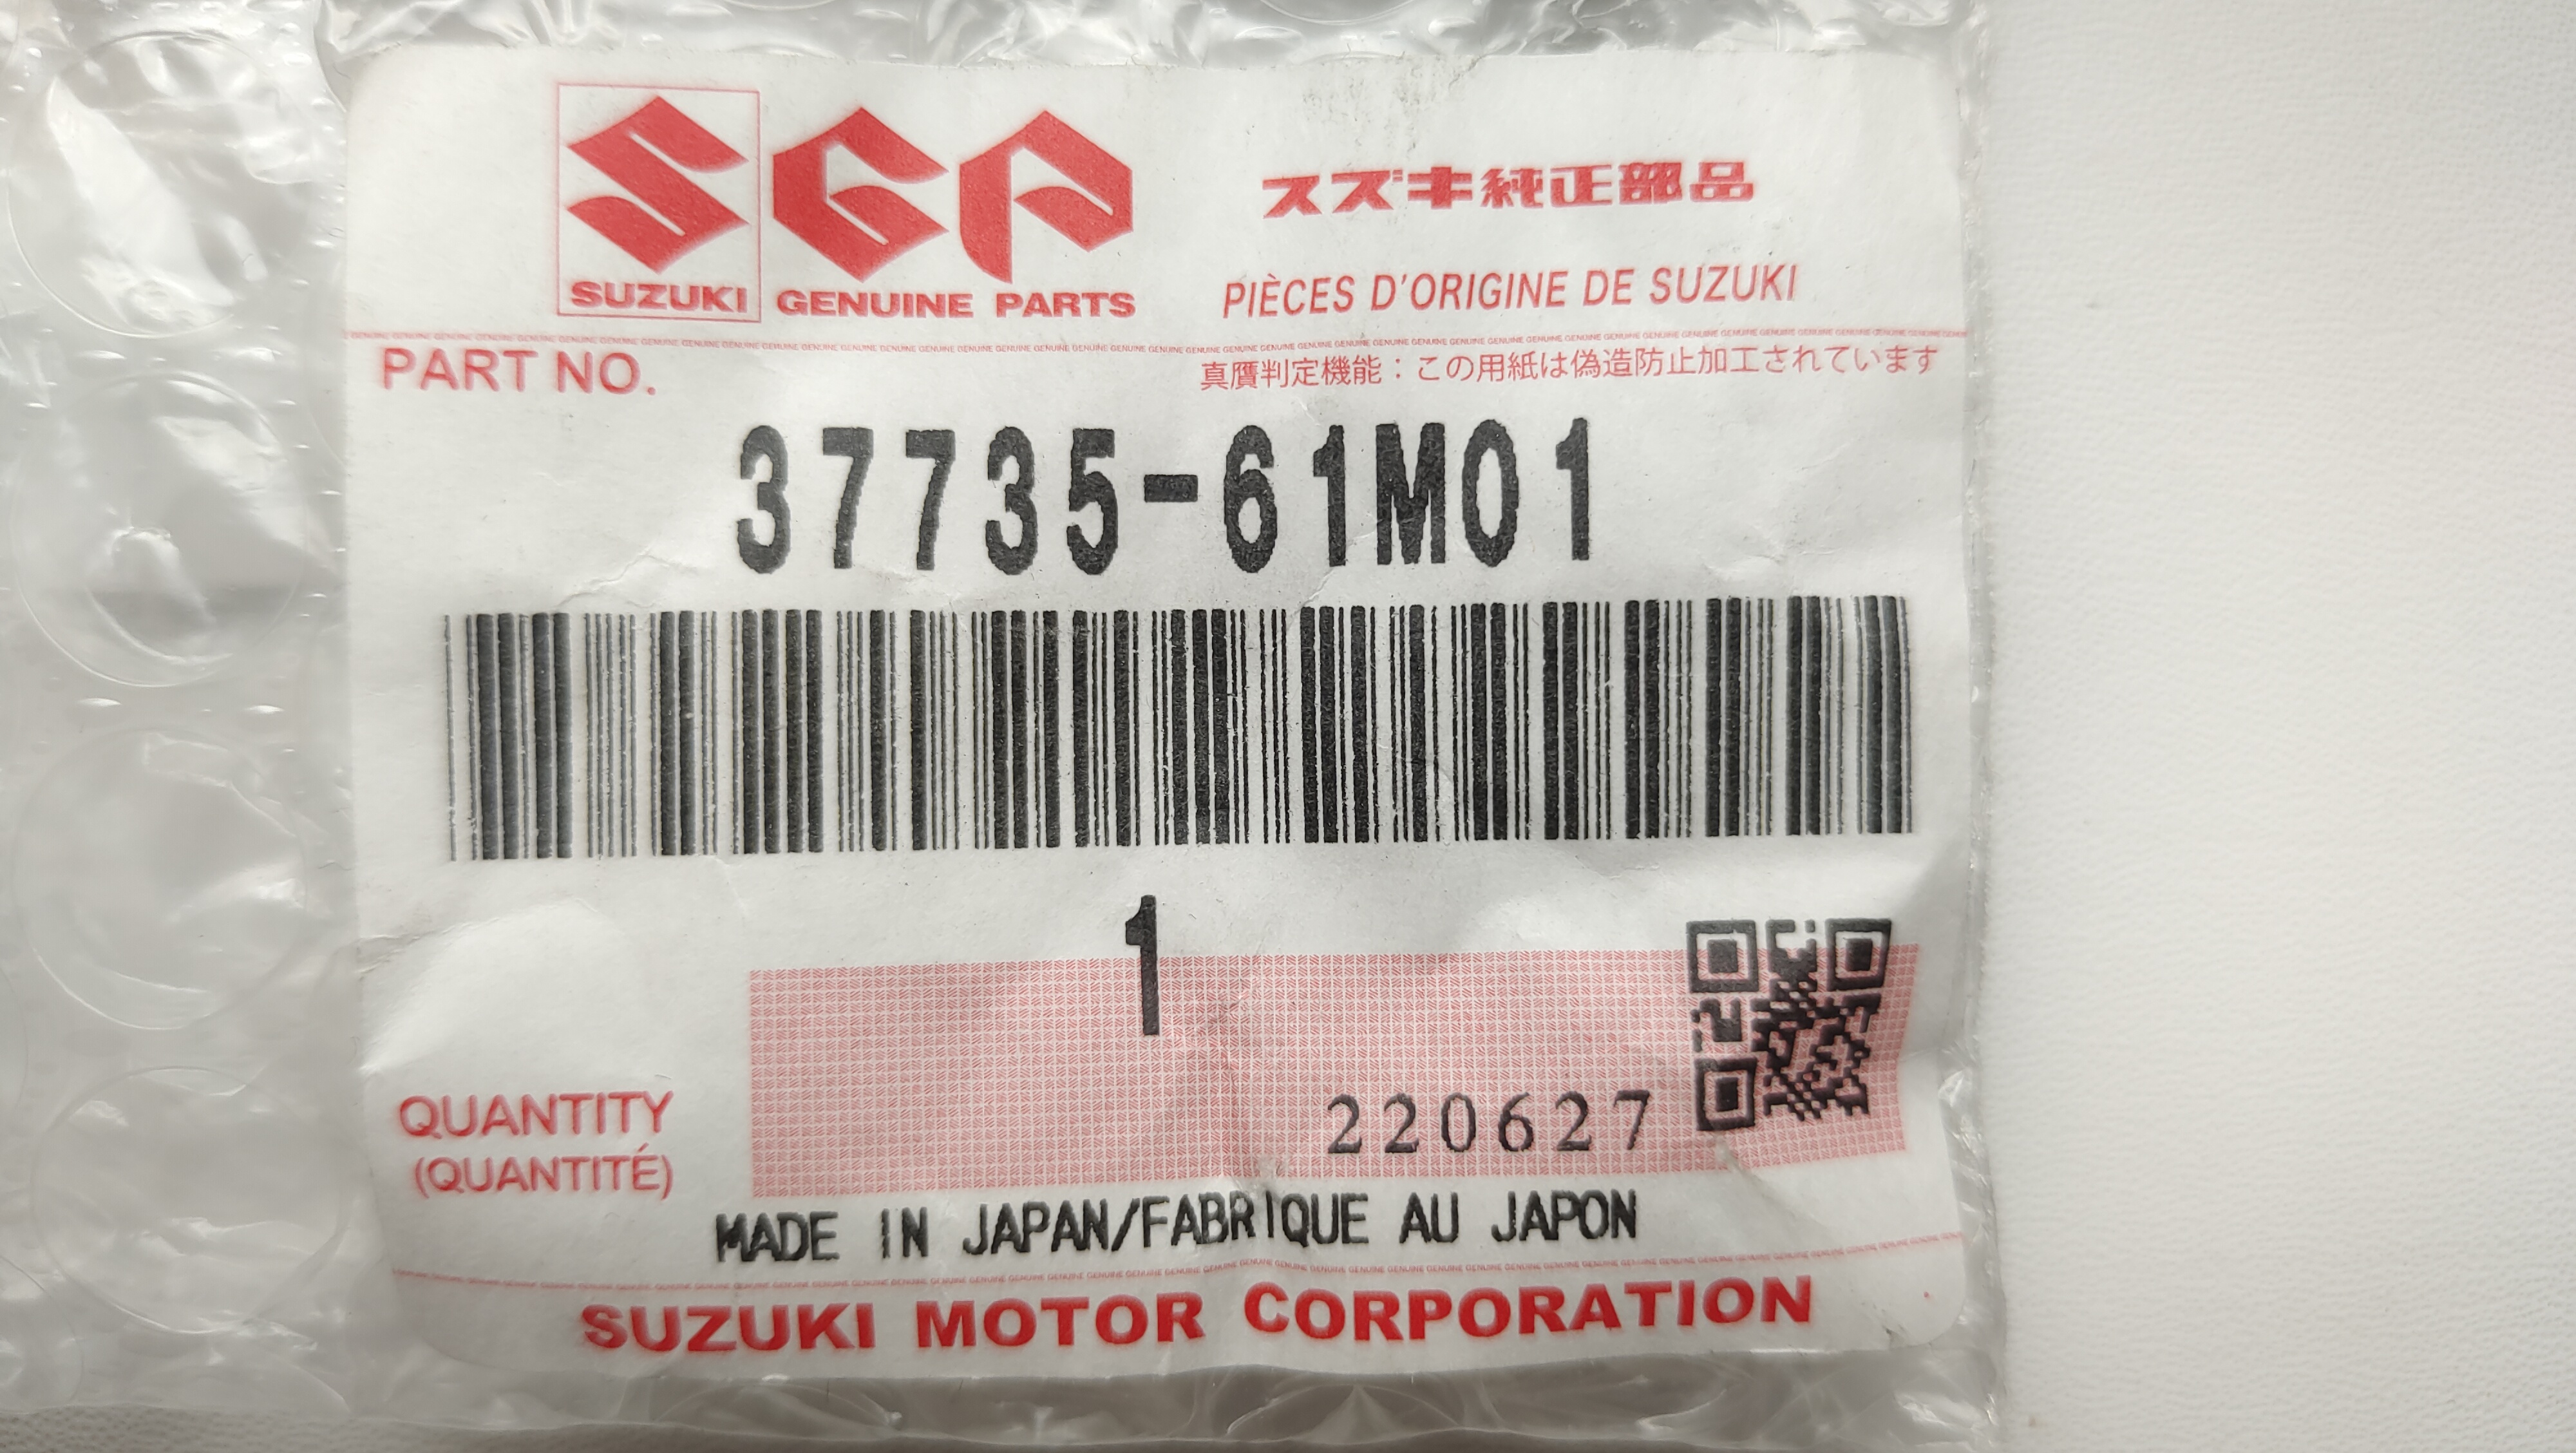 SUZUKI GENUINE PARTS
スズキ純正部品
PIÈCES D'ORIGINE DE SUZUKI
PART NO.
真贋判定機能：この用紙は偽造防止加工されています
37735-61M01
1
220627
QUANTITY
(QUANTITÉ)
MADE IN JAPAN/FABRIQUE AU JAPON
SUZUKI MOTOR CORPORATION